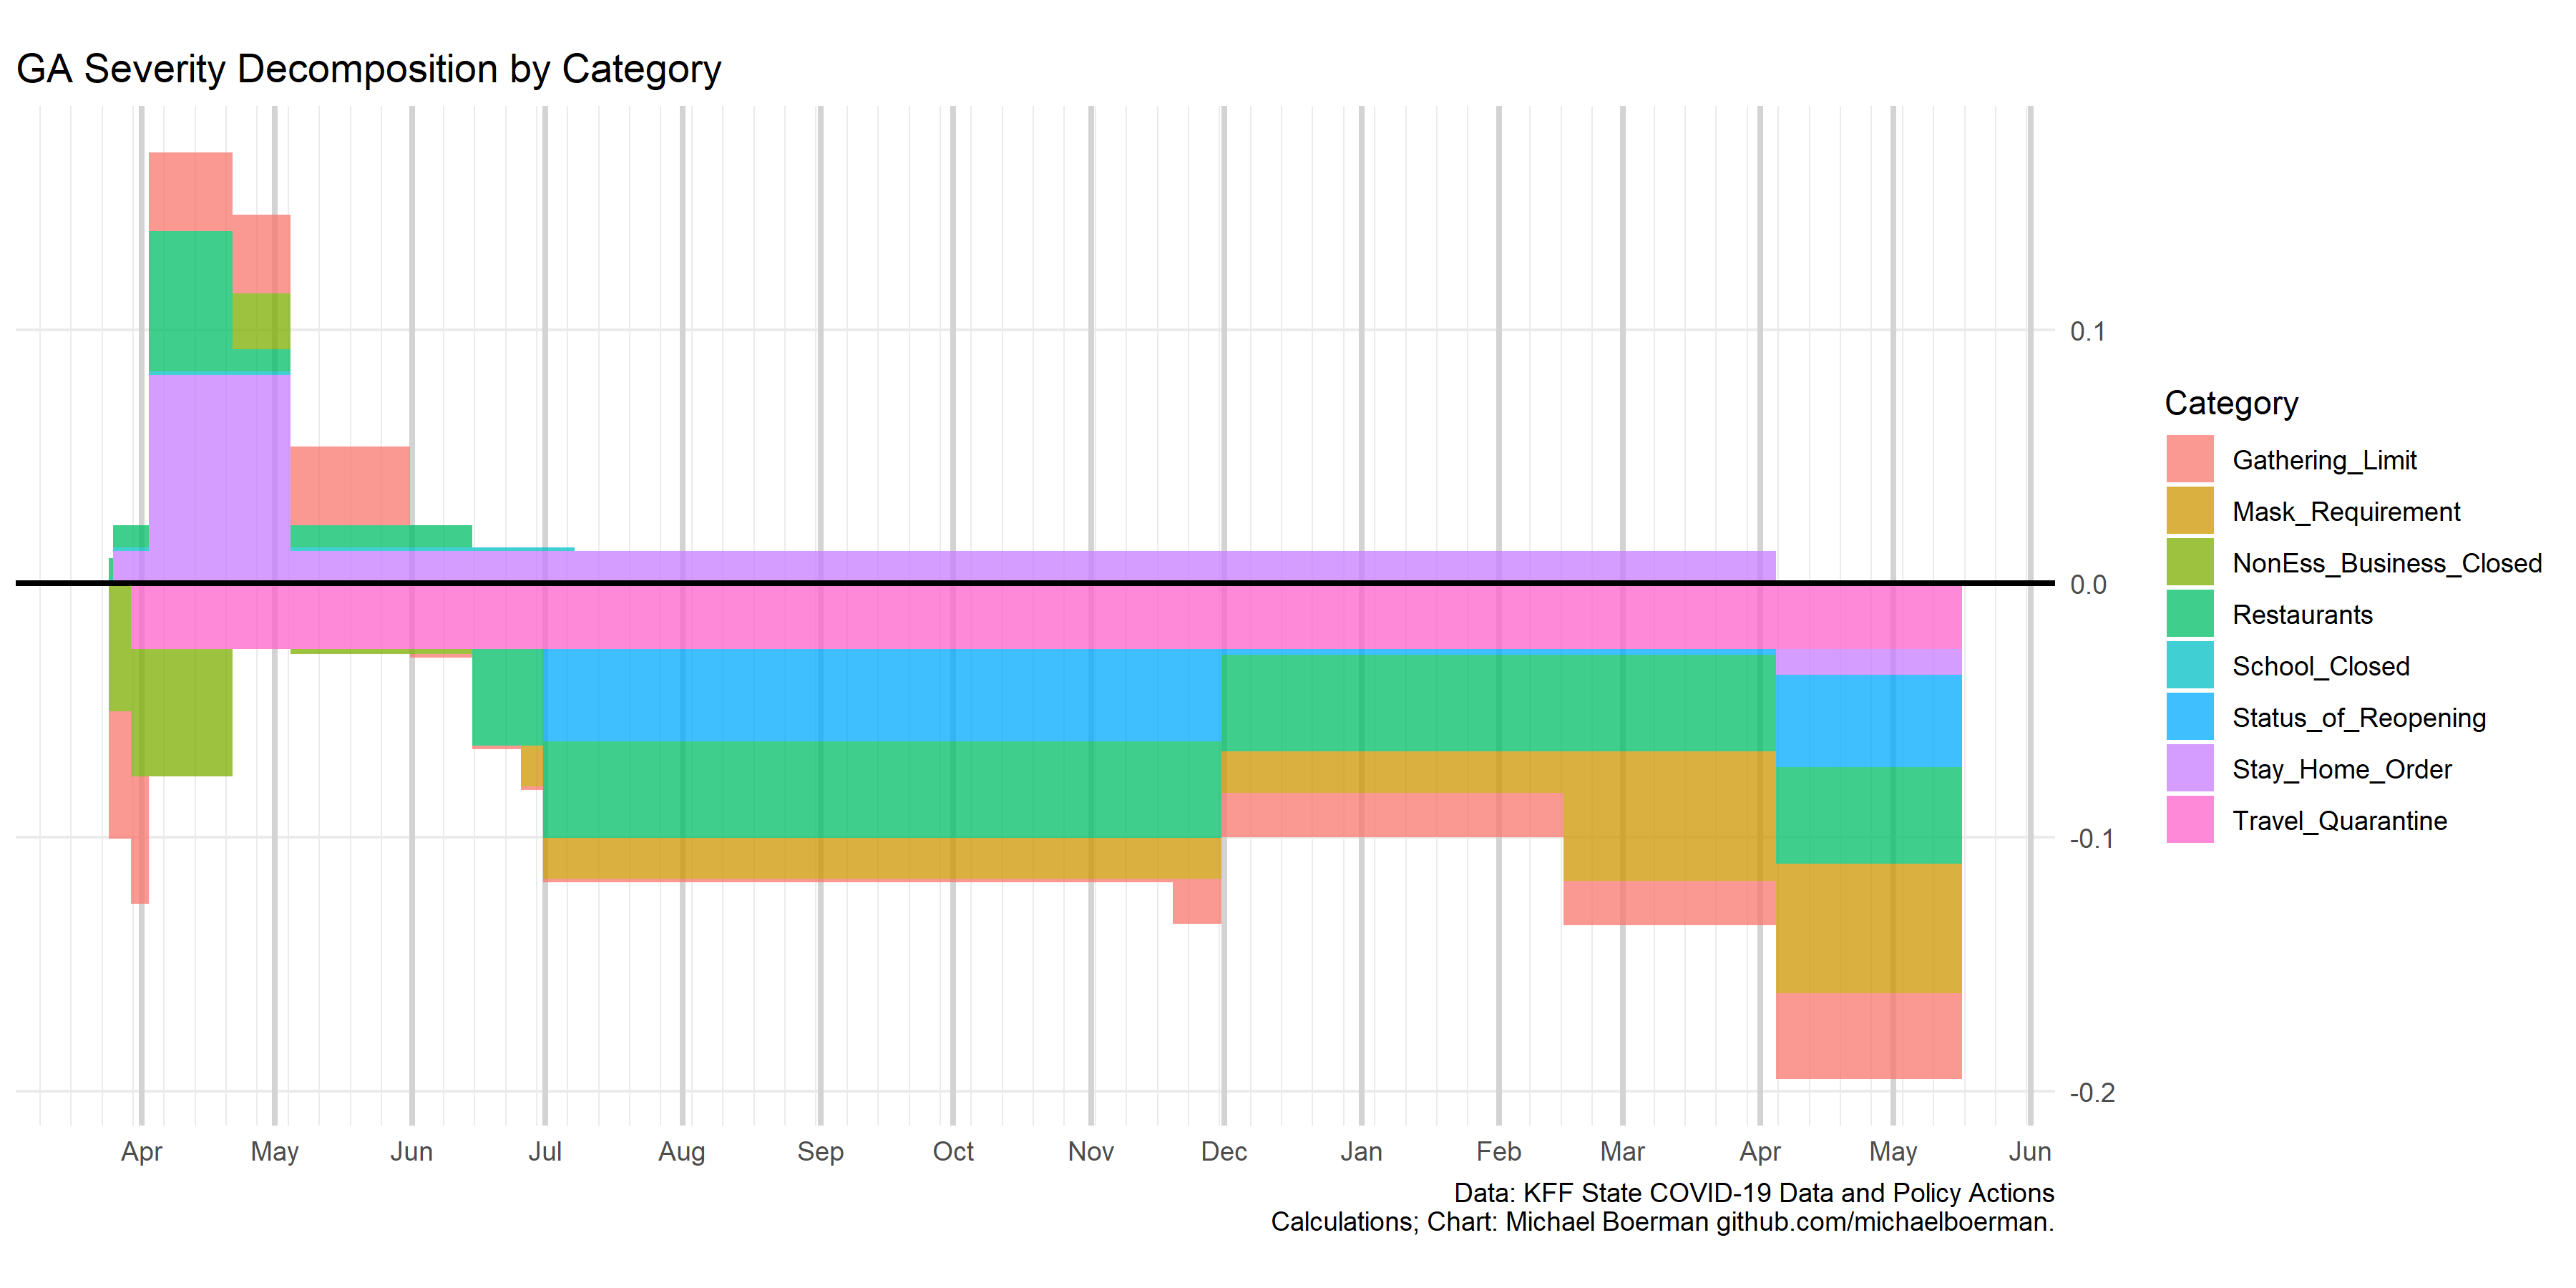 GA Severity Decomposition by Category
0.1
0.0
-0.1
-0.2
Apr May Jun Jul Aug Sep Oct Nov Dec Jan Feb Mar Apr May Jun
Category
Gathering_Limit
Mask_Requirement
NonEss_Business_Closed
Restaurants
School_Closed
Status_of_Reopening
Stay_Home_Order
Travel_Quarantine
Data: KFF State COVID-19 Data and Policy Actions
Calculations; Chart: Michael Boerman github.com/michaelboerman.